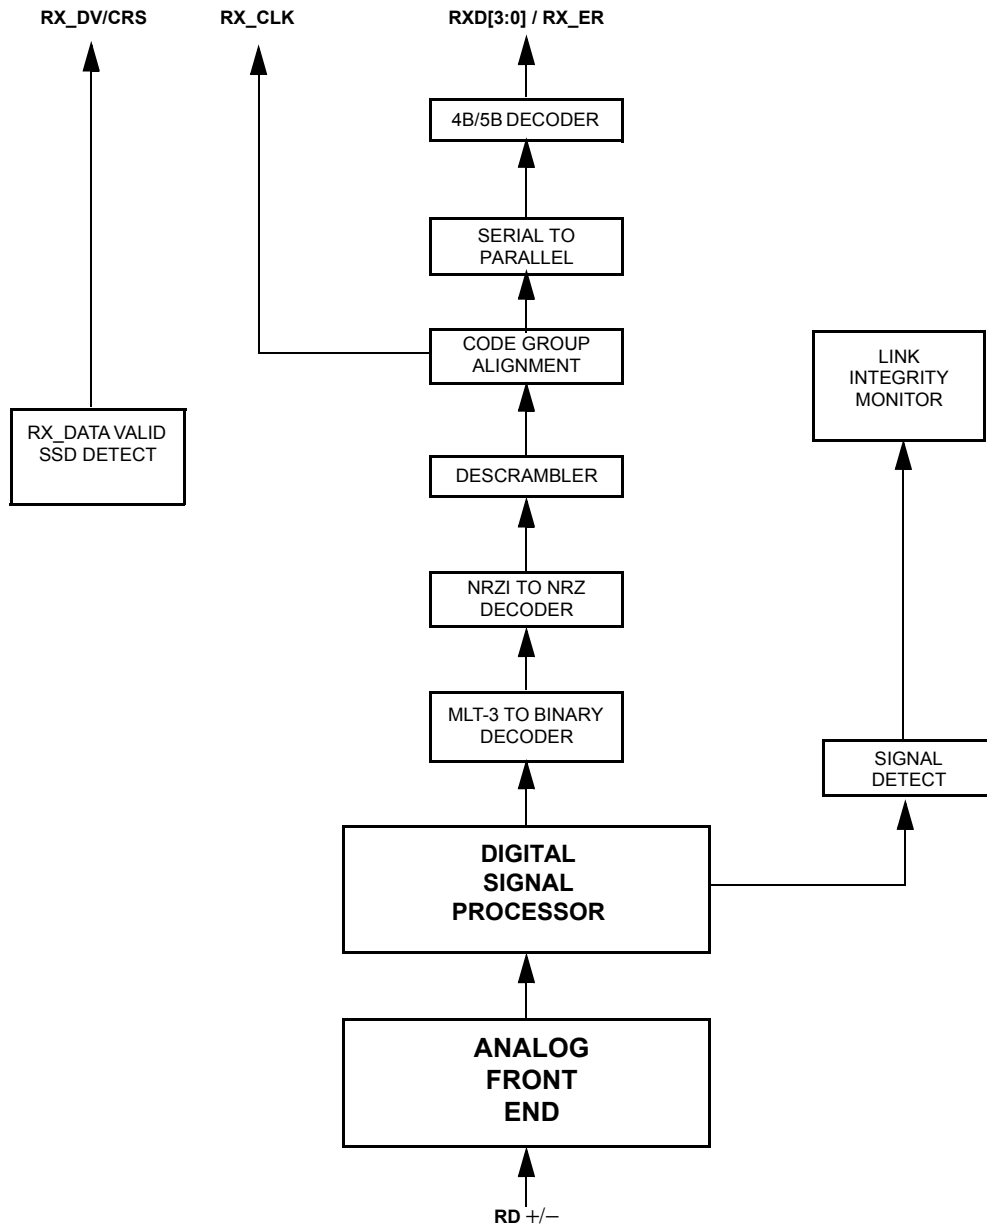 RX_DV/CRS
RX_CLK
RXD[3:0] / RX_ER
4B/5B DECODER
SERIAL TO
PARALLEL
CODE GROUP
ALIGNMENT
LINK
INTEGRITY
MONITOR
RX_DATA VALID
SSD DETECT
DESCRAMBLER
NRZI TO NRZ
DECODER
MLT-3 TO BINARY
DECODER
SIGNAL
DETECT
DIGITAL
SIGNAL
PROCESSOR
ANALOG
FRONT
END
RD +/−